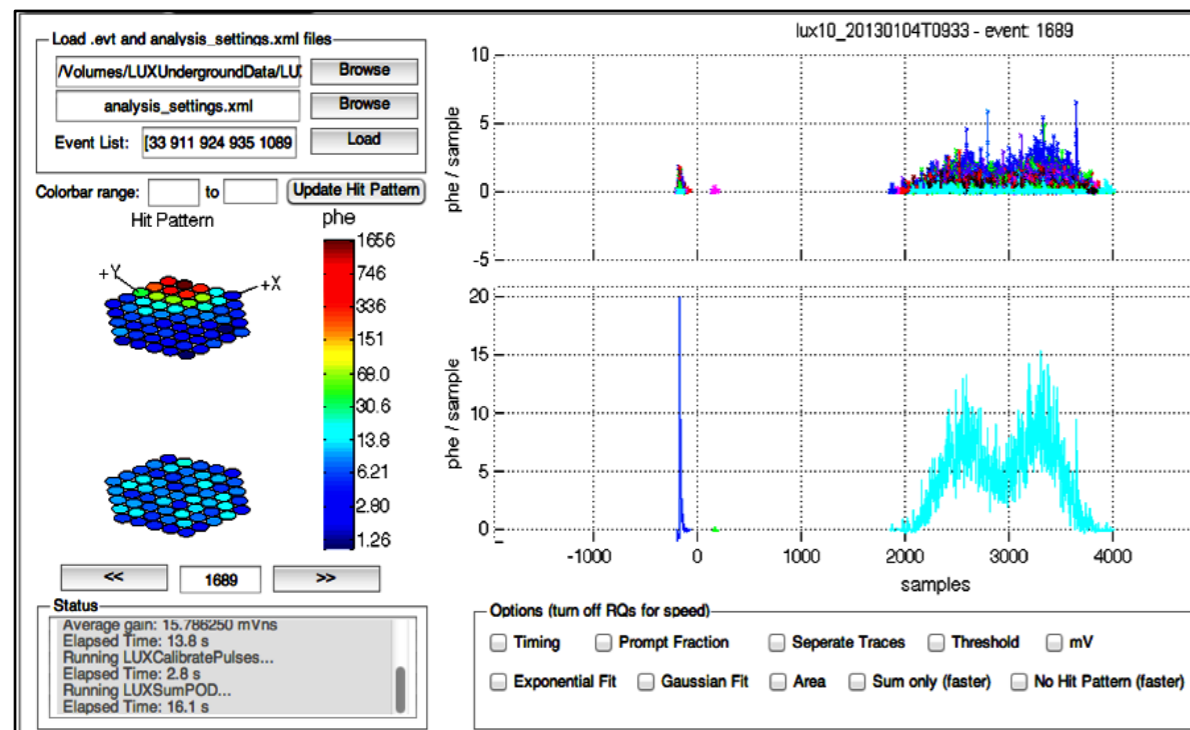 lux10_20130104T0933 - event: 1689
Load .evt and analysis_settings.xml files
/Volumes/LUXUndergroundData/LUX
Browse
analysis_settings.xml
Browse
Event List:
[33 911 924 935 1089
Load
Colorbar range:
to
Update Hit Pattern
Hit Pattern
phe
+Y
+X
1656
746
336
151
68.0
30.6
13.8
6.21
2.80
1.26
<<
1689
>>
Status
Average gain: 15.786250 mVns
Elapsed Time: 13.8 s
Running LUXCalibratePulses...
Elapsed Time: 2.8 s
Running LUXSumPOD...
Elapsed Time: 16.1 s
phe / sample
10
5
0
-5
phe / sample
20
15
10
5
0
-1000
0
1000
2000
3000
4000
samples
Options (turn off RQs for speed)
Timing
Prompt Fraction
Seperate Traces
Threshold
mV
Exponential Fit
Gaussian Fit
Area
Sum only (faster)
No Hit Pattern (faster)